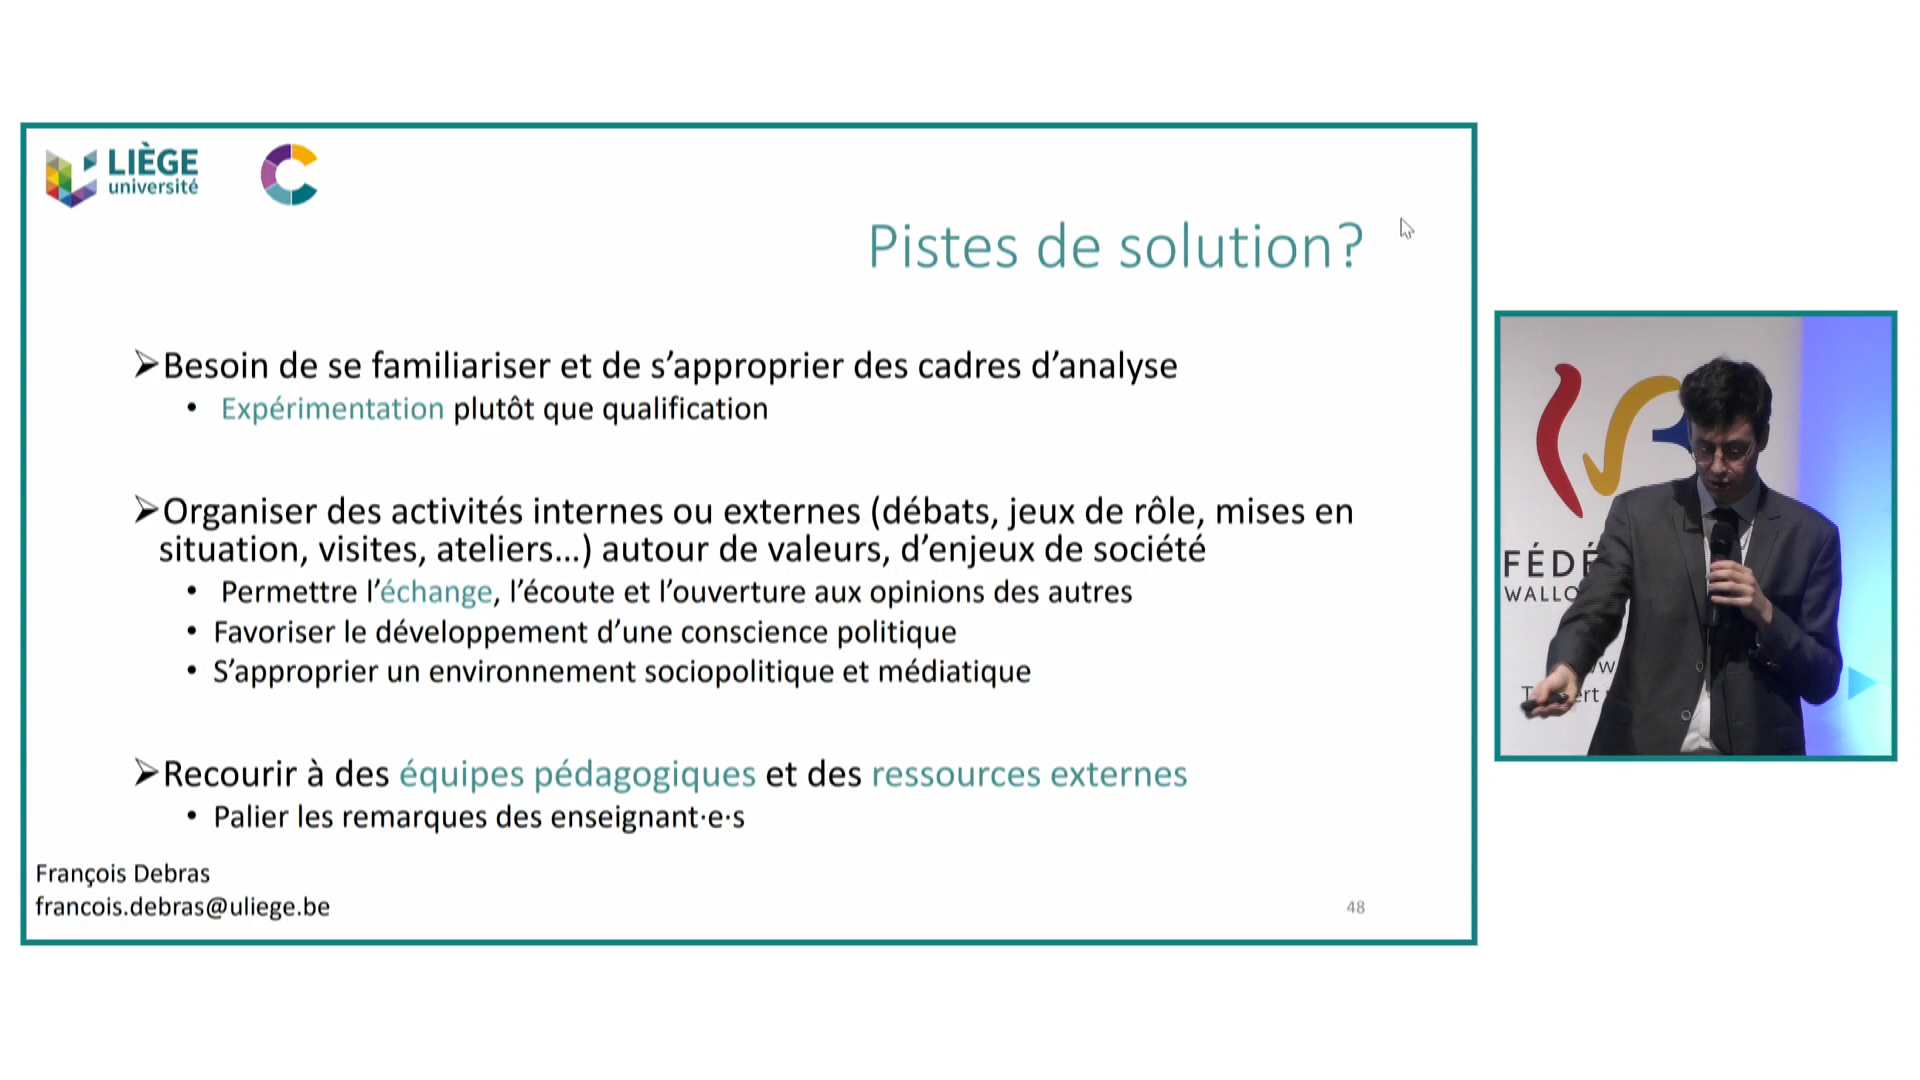 LIÈGE
université
Pistes de solution?
➢Besoin de se familiariser et de s’approprier des cadres d’analyse
• Expérimentation plutôt que qualification
➢Organiser des activités internes ou externes (débats, jeux de rôle, mises en
situation, visites, ateliers…) autour de valeurs, d’enjeux de société
• Permettre l’échange, l’écoute et l’ouverture aux opinions des autres
• Favoriser le développement d’une conscience politique
• S’approprier un environnement sociopolitique et médiatique
➢Recourir à des équipes pédagogiques et des ressources externes
• Palier les remarques des enseignant·e·s
François Debras
francois.debras@uliege.be
48
FÉDÉ
WALLO